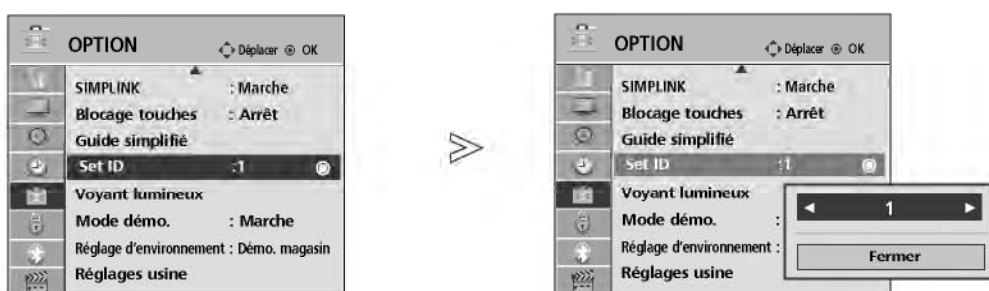 OPTION
Déplacer OK
SIMPLINK : Marche
Blocage touches : Arrêt
Guide simplifié
Set ID :1
Voyant lumineux
Mode démo. : Marche
Réglage d'environnement : Démo. magasin
Réglages usine
OPTION
Déplacer OK
SIMPLINK : Marche
Blocage touches : Arrêt
Guide simplifié
Set ID :1
Voyant lumineux
Mode démo. :
Réglage d'environnement :
Réglages usine
1
Fermer